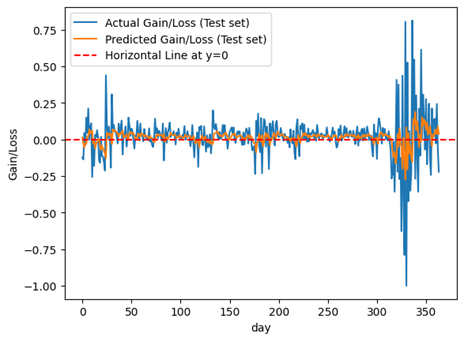 Actual Gain/Loss (Test set)
Predicted Gain/Loss (Test set)
Horizontal Line at y=0
Gain/Loss
0.75
0.50
0.25
0.00
−0.25
−0.50
−0.75
−1.00
0 50 100 150 200 250 300 350
day